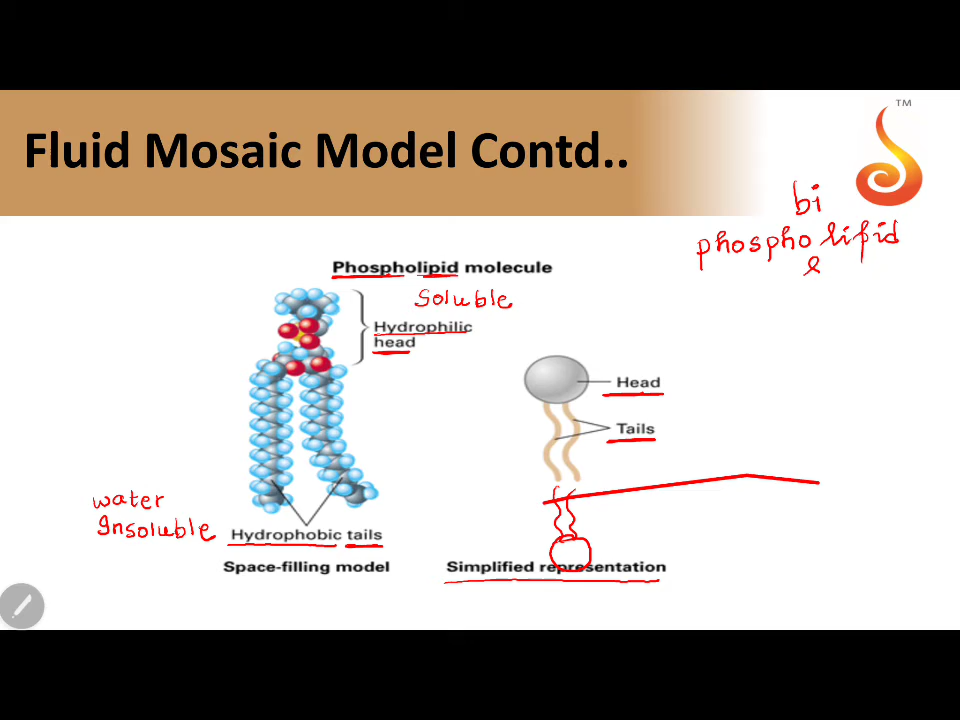 TM
Fluid Mosaic Model Contd..
bi
phospho lipid
Phospholipid molecule
Soluble
Hydrophilic
head
Head
Tails
water
Insoluble
Hydrophobic tails
Space-filling model
Simplified representation